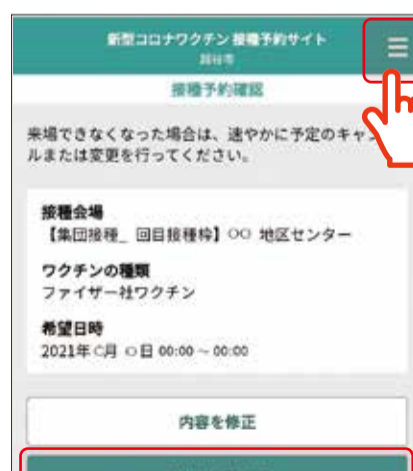 新型コロナワクチン 接種予約サイト
接種予約確認
来場できなくなった場合は、速やかに予定のキャン
ルまたは変更を行ってください。
接種会場
【集団接種_ 回目接種枠】○○ 地区センター
ワクチンの種類
ファイザー社ワクチン
希望日時
2021年 ○月 ○日 00:00 ~ 00:00
内容を修正